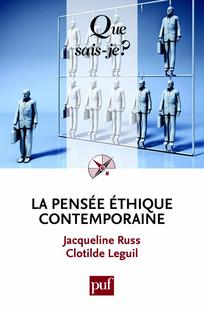 Que
sais-je?
LA PENSÉE ÉTHIQUE
CONTEMPORAINE
Jacqueline Russ
Clotilde Leguil
puf